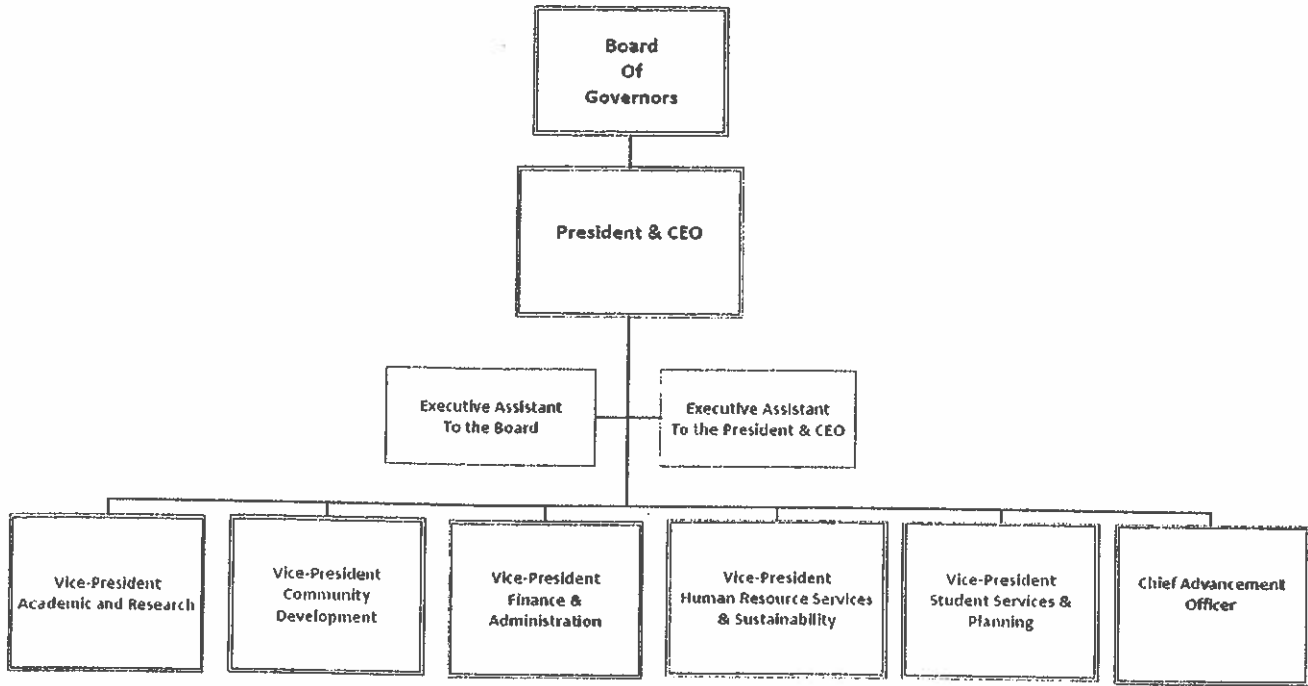 Board
Of
Governors
President & CEO
Executive Assistant
To the Board
Executive Assistant
To the President & CEO
Vice-President
Academic and Research
Vice-President
Community
Development
Vice-President
Finance &
Administration
Vice-President
Human Resource Services
& Sustainability
Vice-President
Student Services &
Planning
Chief Advancement
Officer